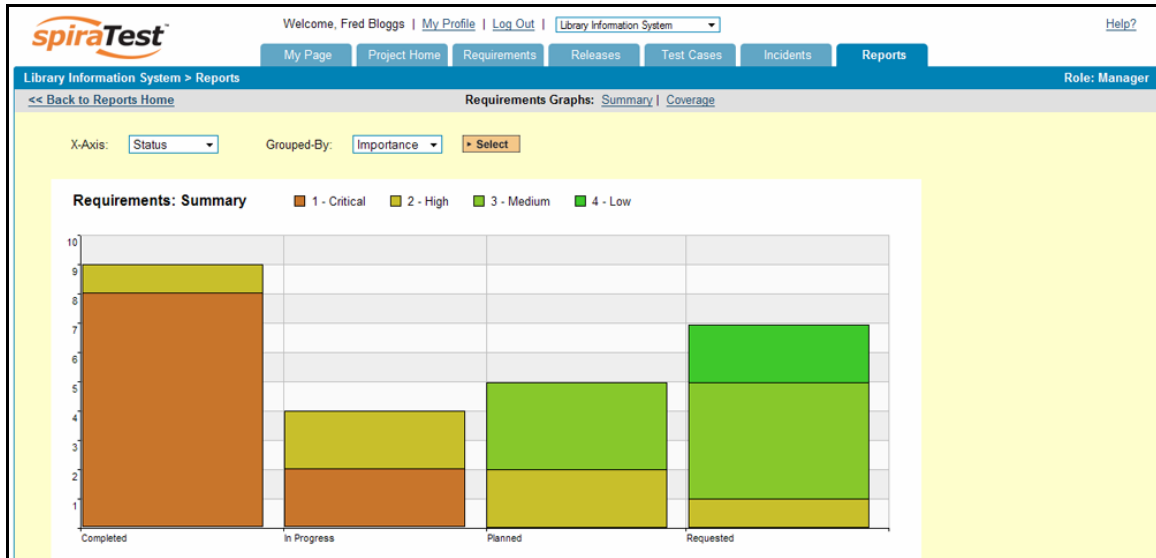 spiraTest™
Welcome, Fred Bloggs | My Profile | Log Out | Library Information System
Help?
My Page Project Home Requirements Releases Test Cases Incidents Reports
Library Information System > Reports
Role: Manager
<< Back to Reports Home
Requirements Graphs: Summary | Coverage
X-Axis: Status Grouped-By: Importance Select
Requirements: Summary 1 - Critical 2 - High 3 - Medium 4 - Low
10
9
8
7
6
5
4
3
2
1
Completed In Progress Planned Requested